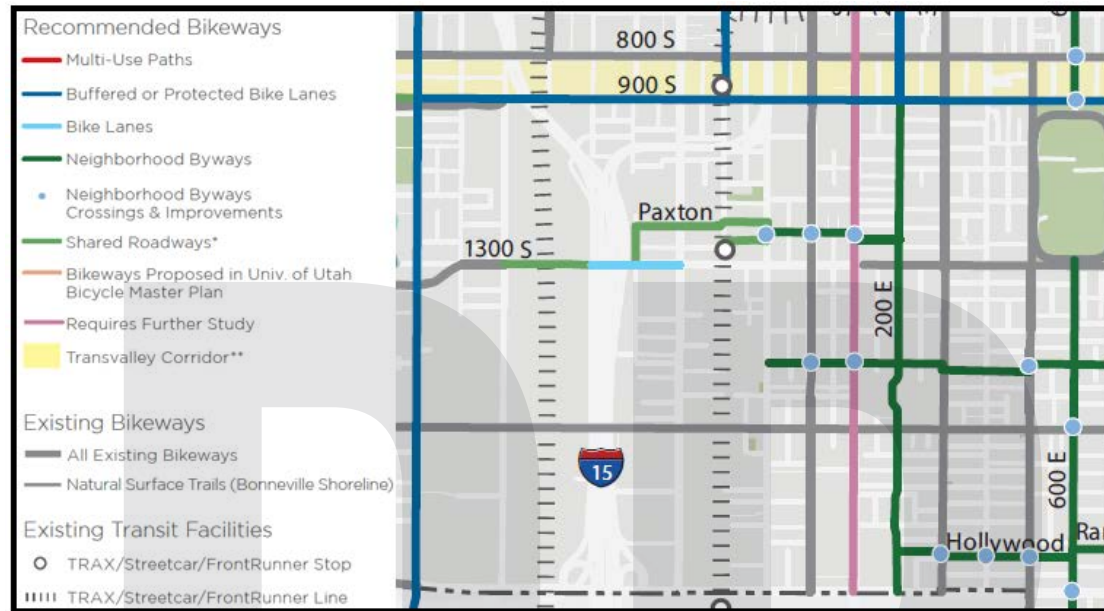 Recommended Bikeways
Multi-Use Paths
Buffered or Protected Bike Lanes
Bike Lanes
Neighborhood Byways
Neighborhood Byways
Crossings & Improvements
Shared Roadways*
Bikeways Proposed in Univ. of Utah
Bicycle Master Plan
Requires Further Study
Transvalley Corridor**
Existing Bikeways
All Existing Bikeways
Natural Surface Trails (Bonneville Shoreline)
Existing Transit Facilities
TRAX/Streetcar/FrontRunner Stop
TRAX/Streetcar/FrontRunner Line
800 S
900 S
Paxton
1300 S
200 E
15
600 E
Hollywood